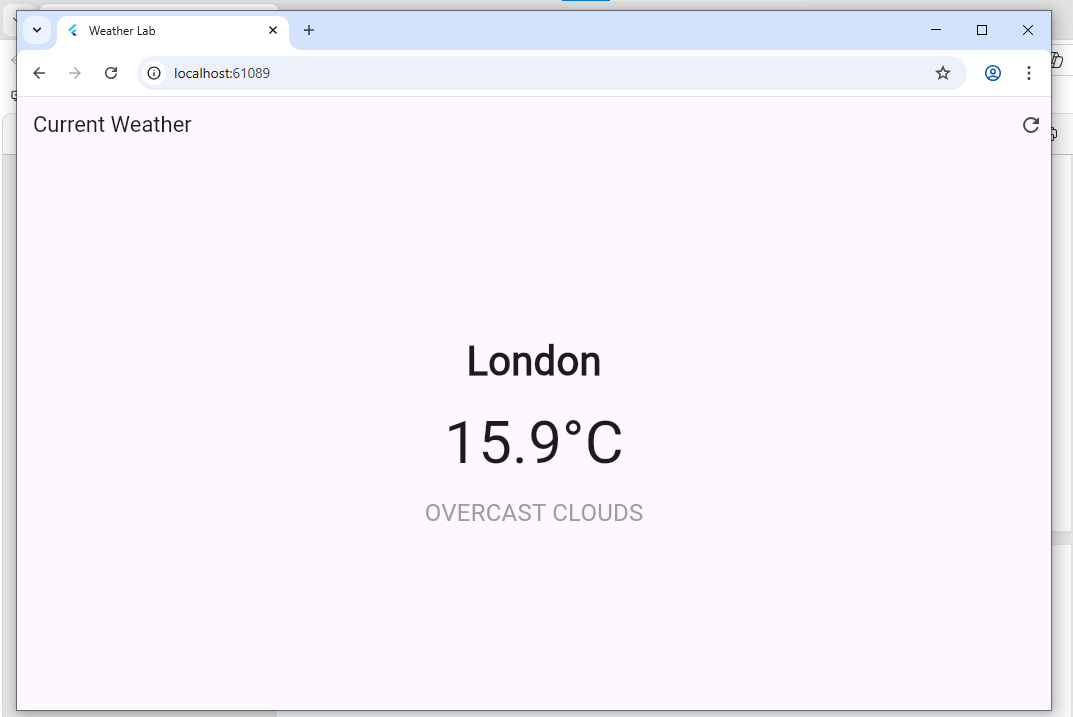 Weather Lab
localhost:61089
Current Weather
London
15.9°C
OVERCAST CLOUDS